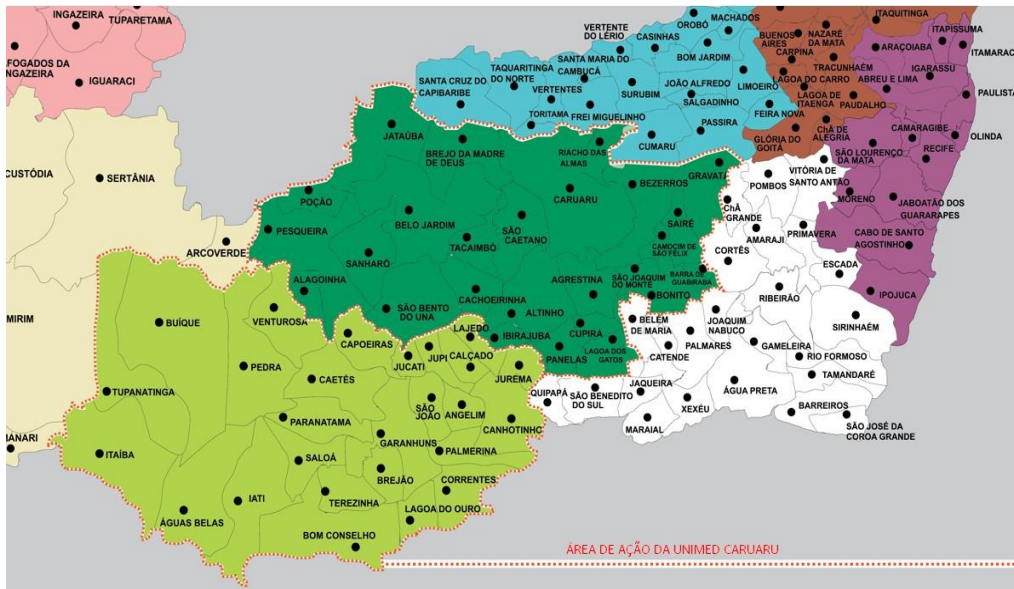 INGAZEIRA
TUPARETAMA
AFOGADOS DA
INGAZEIRA
IGUARACI
CUSTÓDIA
SERTÂNIA
ARCOVERDE
MIRIM
MANARI
SANTA CRUZ DO
CAPIBARIBE
TAQUARITINGA
DO NORTE
VERTENTES
TORITAMA
SANTA MARIA DO
CAMBUCÁ
FREI MIGUELINHO
VERTENTE
DO LÉRIO
CASINHAS
SURUBIM
OROBÓ
MACHADOS
BOM JARDIM
JOÃO ALFREDO
SALGADINHO
LIMOEIRO
PASSIRA
CUMARU
FEIRA NOVA
BUENOS
AIRES
NAZARÉ
DA MATA
CARPINA
TRACUNHAÉM
LAGOA DO CARRO
LAGOA DE
ITAENGA
PAUDALHO
GLÓRIA DO
GOITÁ
CHÃ DE
ALEGRIA
ITAQUITINGA
ITAPISSUMA
ITAMARAC
ARAÇOIABA
IGARASSÚ
ABREU E LIMA
PAULISTA
CAMARAGIBE
OLINDA
SÃO LOURENÇO
DA MATA
RECIFE
MORENO
JABOATÃO DOS
GUARARAPES
CABO DE SANTO
AGOSTINHO
IPOJUCA
JATAÚBA
BREJO DA MADRE
DE DEUS
RIACHO DAS
ALMAS
POÇÃO
CARUARU
BEZERROS
GRAVATÁ
PESQUEIRA
BELO JARDIM
SÃO
CAETANO
SAIRÉ
TACAIMBÓ
CAMOCIM DE
SÃO FÉLIX
SANHARÓ
ALAGOINHA
AGRESTINA
SÃO JOAQUIM
DO MONTE
BARRA DE
GUABIRABA
CACHOEIRINHA
BONITO
SÃO BENTO
DO UNA
ALTINHO
IBIRAJUBA
CUPIRA
PANELAS
LAGOA DOS
GATOS
POMBOS
VITÓRIA DE
SANTO ANTÃO
ChÃ
GRANDE
AMARAJI
PRIMAVERA
CORTÊS
ESCADA
RIBEIRÃO
BELÉM
DE MARIA
JOAQUIM
NABUCO
SIRINHAÉM
PALMARES
GAMELEIRA
CATENDE
RIO FORMOSO
TAMANDARÉ
QUIPAPÁ
SÃO BENEDITO
DO SUL
JAQUEIRA
ÁGUA PRETA
XEXÉU
MARAIAL
BARREIROS
SÃO JOSÉ DA
COROA GRANDE
BUÍQUE
VENTUROSA
CAPOEIRAS
LAJEDO
JUPI
CALÇADO
JUCATI
JUREMA
PEDRA
CAETÉS
TUPANATINGA
SÃO
JOÃO
ANGELIM
CANHOTINHO
PARANATAMA
GARANHUNS
PALMERINA
ITAÍBA
SALOÁ
BREJÃO
CORRENTES
IATI
TEREZINHA
LAGOA DO OURO
ÁGUAS BELAS
BOM CONSELHO
ÁREA DE AÇÃO DA UNIMED CARUARU